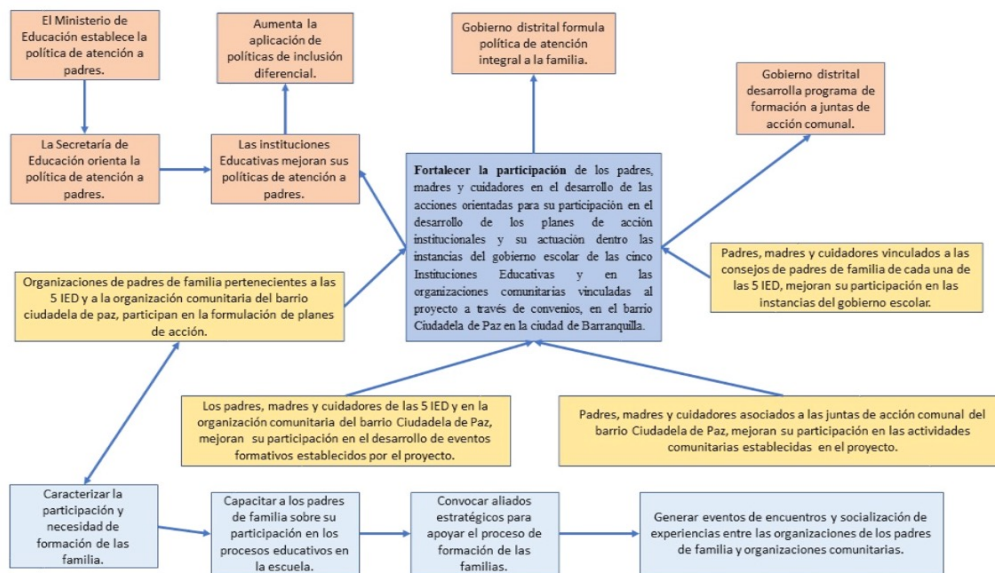 El Ministerio de
Educación establece la
política de atención a
padres.
Aumenta la
aplicación de
políticas de inclusión
diferencial.
Gobierno distrital formula
política de atención
integral a la familia.
Gobierno distrital
desarrolla programa de
formación a juntas de
acción comunal.
La Secretaría de
Educación orienta la
política de atención a
padres.
Las instituciones
Educativas mejoran sus
políticas de atención a
padres.
Fortalecer la participación de los padres,
madres y cuidadores en el desarrollo de las
acciones orientadas para su participación en el
desarrollo de los planes de acción
institucionales y su actuación dentro las
instancias del gobierno escolar de las cinco
Instituciones Educativas y en las
organizaciones comunitarias vinculadas al
proyecto a través de convenios, en el barrio
Ciudadela de Paz en la ciudad de Barranquilla.
Organizaciones de padres de familia pertenecientes a las
5 IED y a la organización comunitaria del barrio
ciudadela de paz, participan en la formulación de planes
de acción.
Padres, madres y cuidadores vinculados a las
consejos de padres de familia de cada una de
las 5 IED, mejoran su participación en las
instancias del gobierno escolar.
Los padres, madres y cuidadores de las 5 IED y en la
organización comunitaria del barrio Ciudadela de Paz,
mejoran su participación en el desarrollo de eventos
formativos establecidos por el proyecto.
Padres, madres y cuidadores asociados a las juntas de acción comunal del
barrio Ciudadela de Paz, mejoran su participación en las actividades
comunitarias establecidas en el proyecto.
Caracterizar la
participación y
necesidad de
formación de las
familia.
Capacitar a los padres
de familia sobre su
participación en los
procesos educativos en
la escuela.
Convocar aliados
estratégicos para
apoyar el proceso de
formación de las
familias.
Generar eventos de encuentros y socialización de
experiencias entre las organizaciones de los padres
de familia y organizaciones comunitarias.